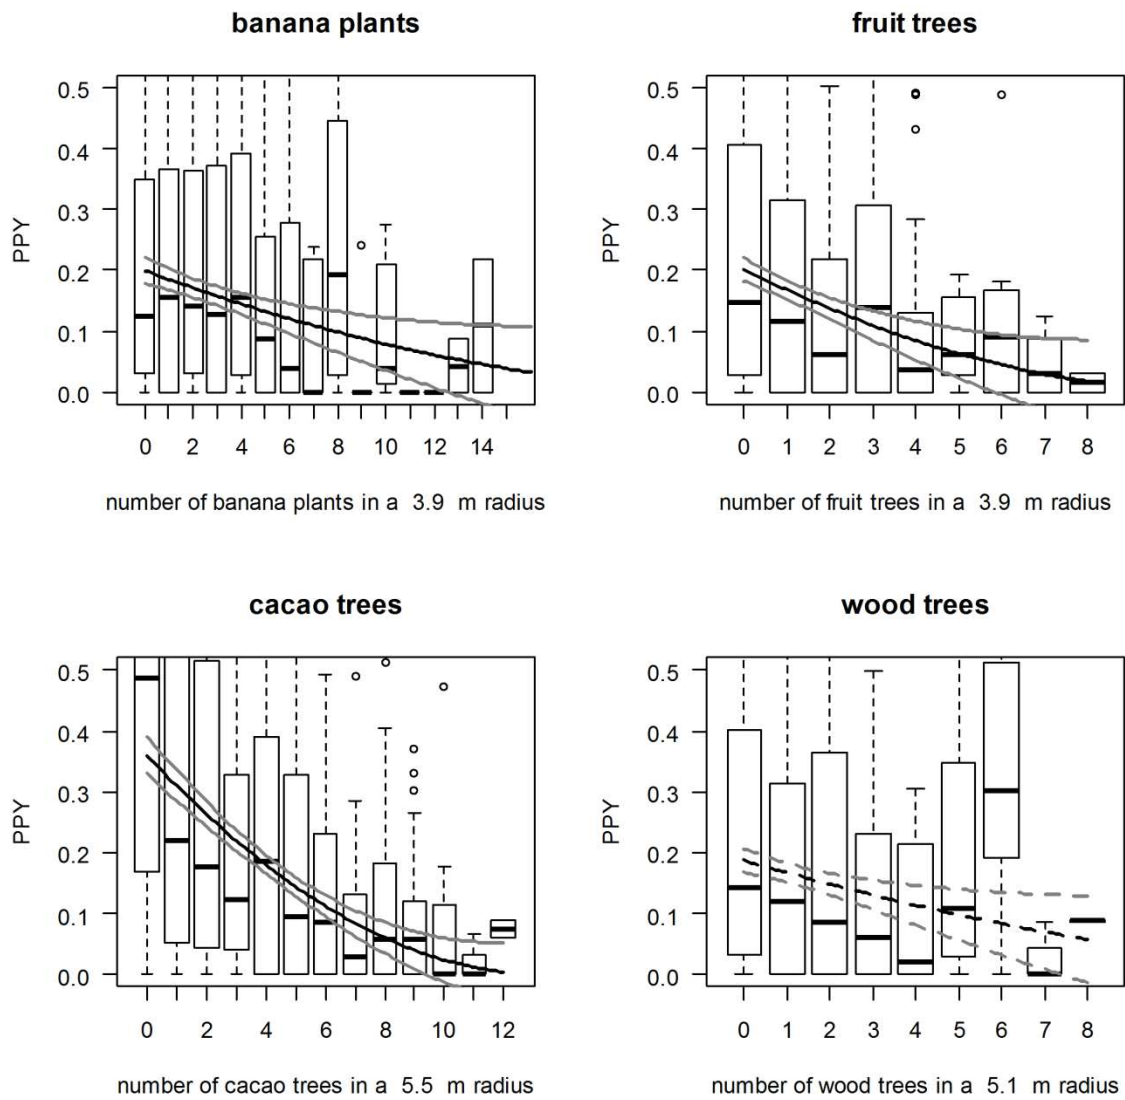 banana plants
0.5
0.4
0.3
0.2
0.1
0.0
PPY
0 2 4 6 8 10 12 14
number of banana plants in a 3.9 m radius
fruit trees
0.5
0.4
0.3
0.2
0.1
0.0
PPY
0 1 2 3 4 5 6 7 8
number of fruit trees in a 3.9 m radius
cacao trees
0.5
0.4
0.3
0.2
0.1
0.0
PPY
0 2 4 6 8 10 12
number of cacao trees in a 5.5 m radius
wood trees
0.5
0.4
0.3
0.2
0.1
0.0
PPY
0 1 2 3 4 5 6 7 8
number of wood trees in a 5.1 m radius